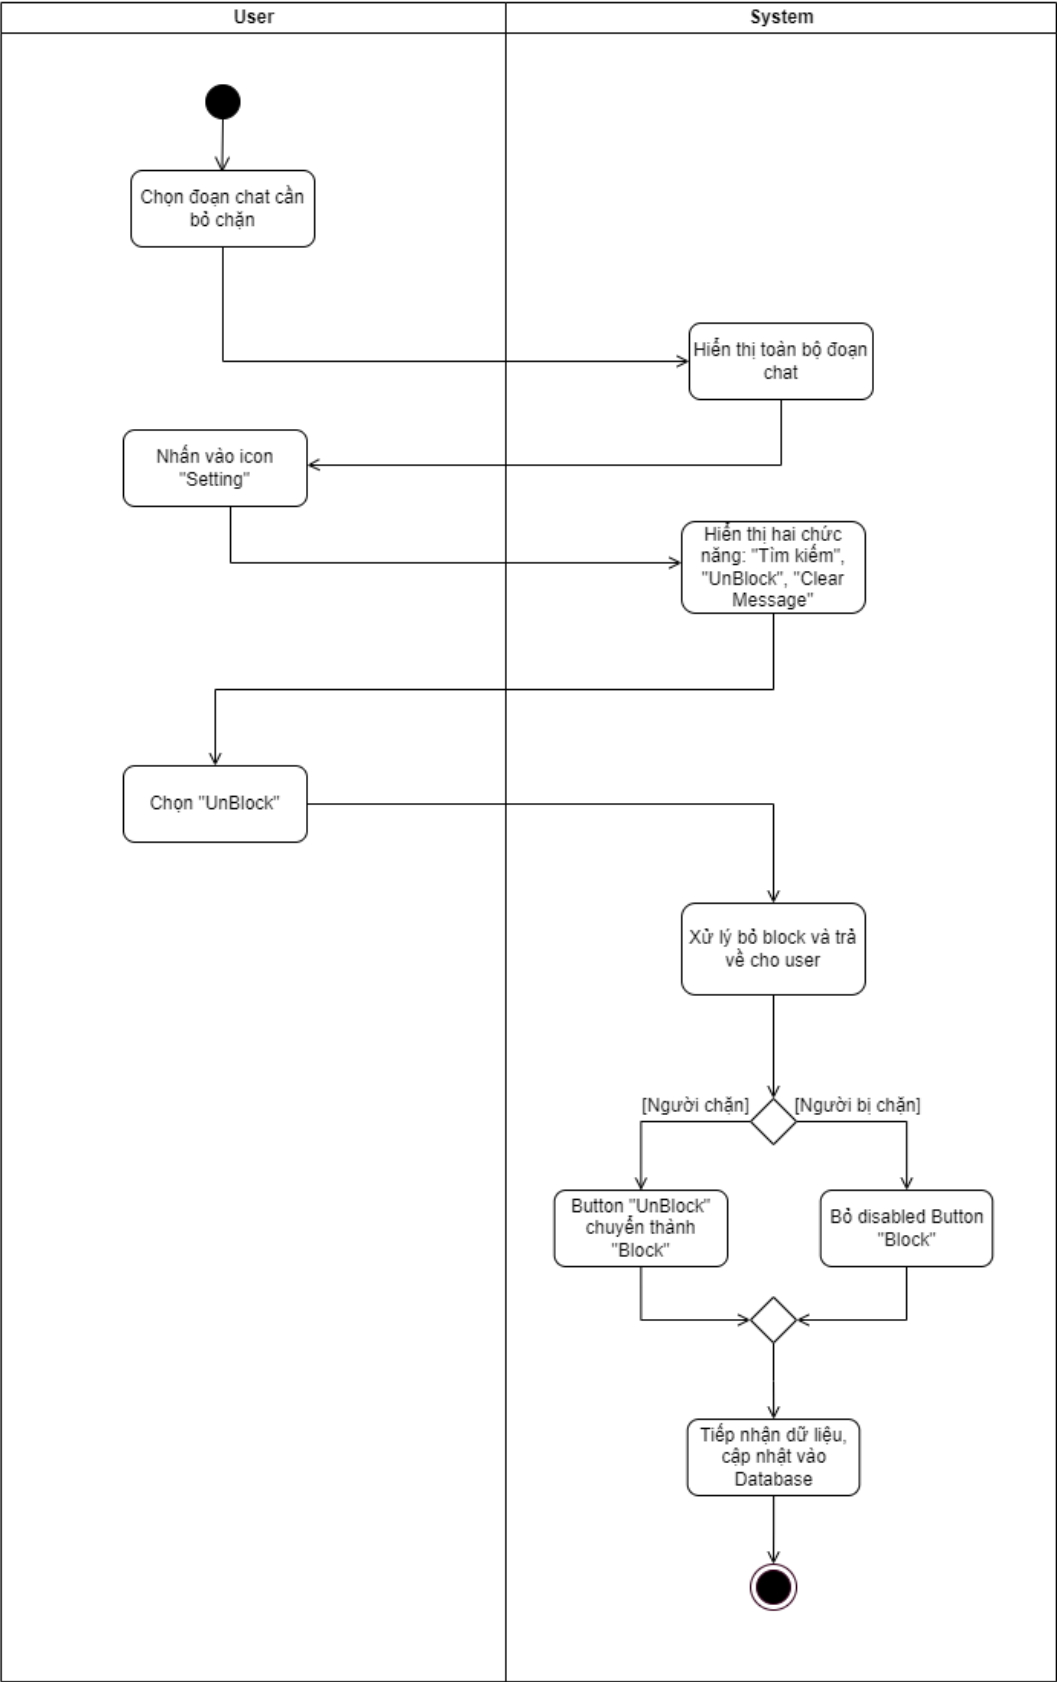 User
System
Chọn đoạn chat cần
bỏ chặn
Hiển thị toàn bộ đoạn
chat
Nhấn vào icon
"Setting"
Hiển thị hai chức
năng: "Tìm kiếm",
"UnBlock", "Clear
Message"
Chọn "UnBlock"
Xử lý bỏ block và trả
về cho user
[Người chặn]
[Người bị chặn]
Button "UnBlock"
chuyển thành
"Block"
Bỏ disabled Button
"Block"
Tiếp nhận dữ liệu,
cập nhật vào
Database